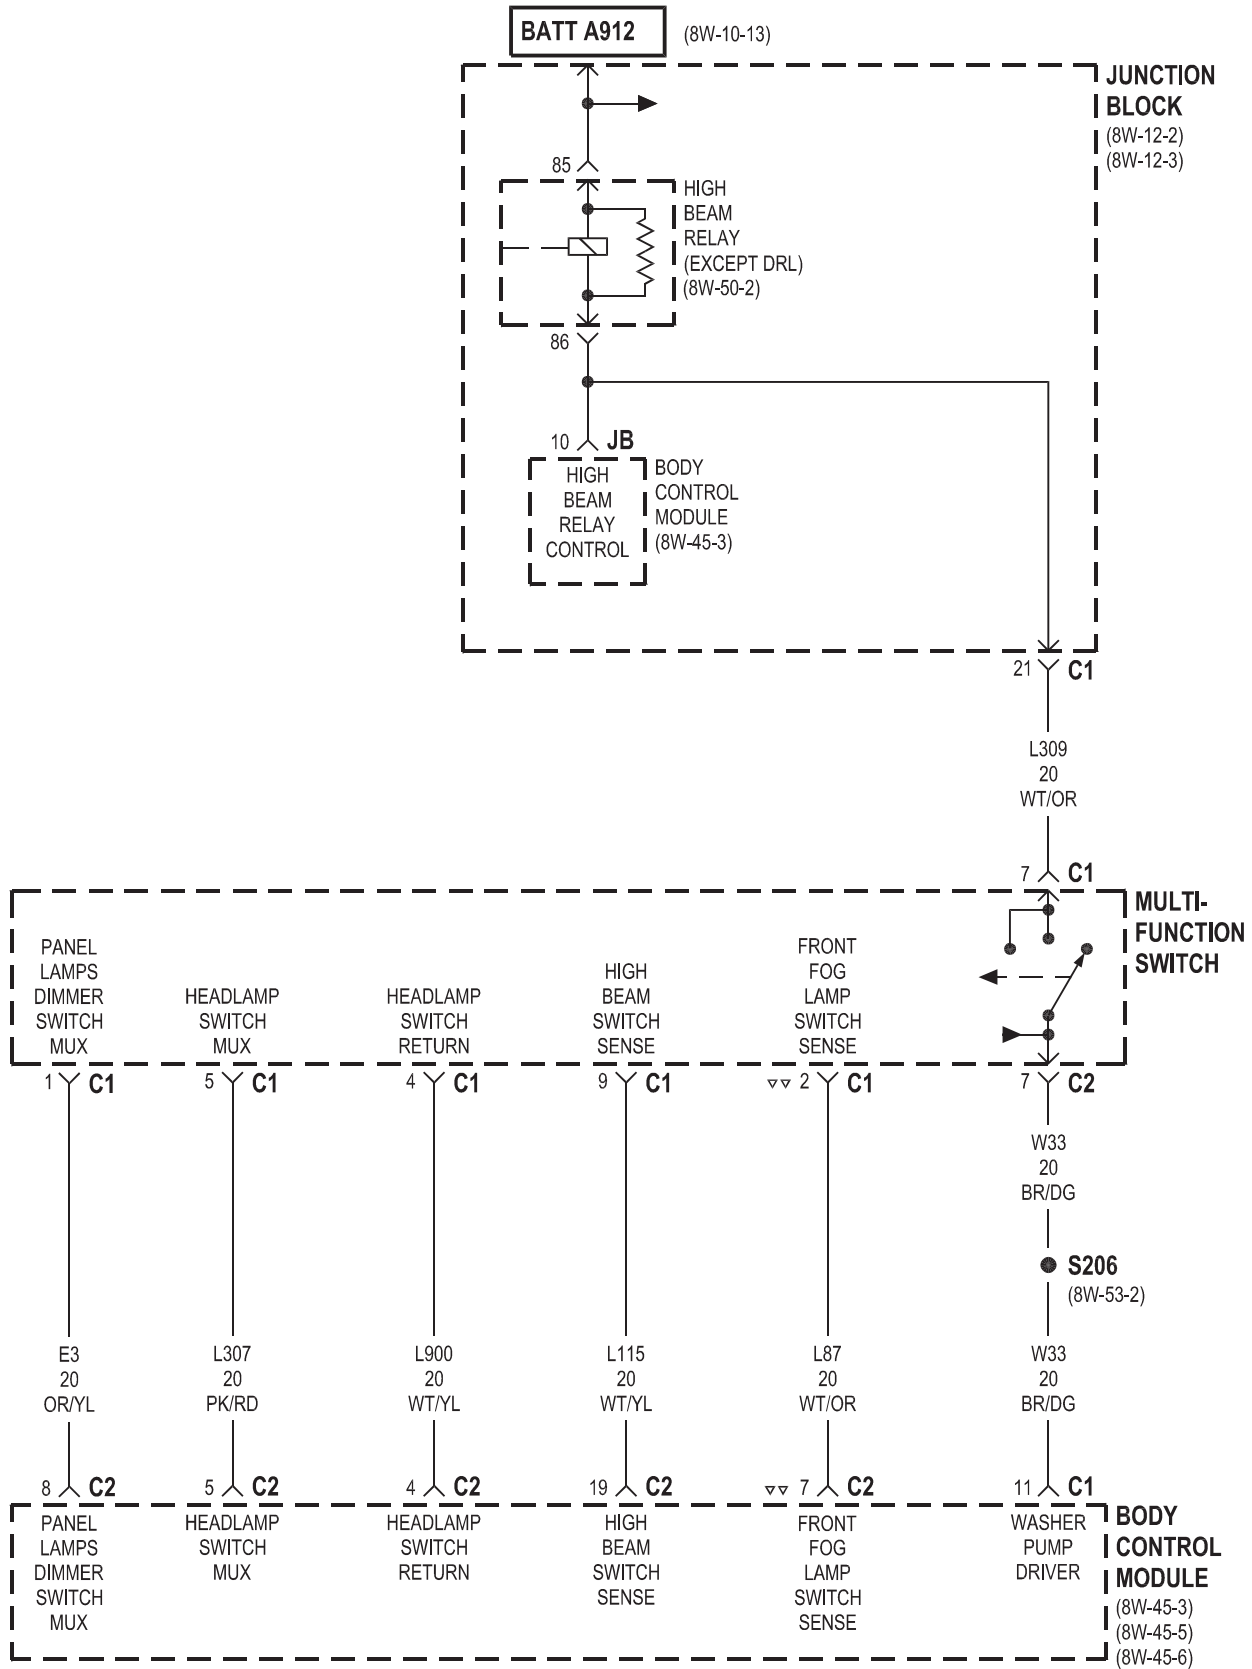 BATT A912 (8W-10-13)
JUNCTION
BLOCK
(8W-12-2)
(8W-12-3)
85
HIGH
BEAM
RELAY
(EXCEPT DRL)
(8W-50-2)
86
10 JB
HIGH
BEAM
RELAY
CONTROL
BODY
CONTROL
MODULE
(8W-45-3)
21 C1
L309
20
WT/OR
7 C1
MULTI-
FUNCTION
SWITCH
PANEL
LAMPS
DIMMER
SWITCH
MUX
HEADLAMP
SWITCH
MUX
HEADLAMP
SWITCH
RETURN
HIGH
BEAM
SWITCH
SENSE
FRONT
FOG
LAMP
SWITCH
SENSE
1 C1
5 C1
4 C1
9 C1
▽▽ 2 C1
7 C2
W33
20
BR/DG
S206
(8W-53-2)
E3
20
OR/YL
L307
20
PK/RD
L900
20
WT/YL
L115
20
WT/YL
L87
20
WT/OR
W33
20
BR/DG
8 C2
5 C2
4 C2
19 C2
▽▽ 7 C2
11 C1
PANEL
LAMPS
DIMMER
SWITCH
MUX
HEADLAMP
SWITCH
MUX
HEADLAMP
SWITCH
RETURN
HIGH
BEAM
SWITCH
SENSE
FRONT
FOG
LAMP
SWITCH
SENSE
WASHER
PUMP
DRIVER
BODY
CONTROL
MODULE
(8W-45-3)
(8W-45-5)
(8W-45-6)